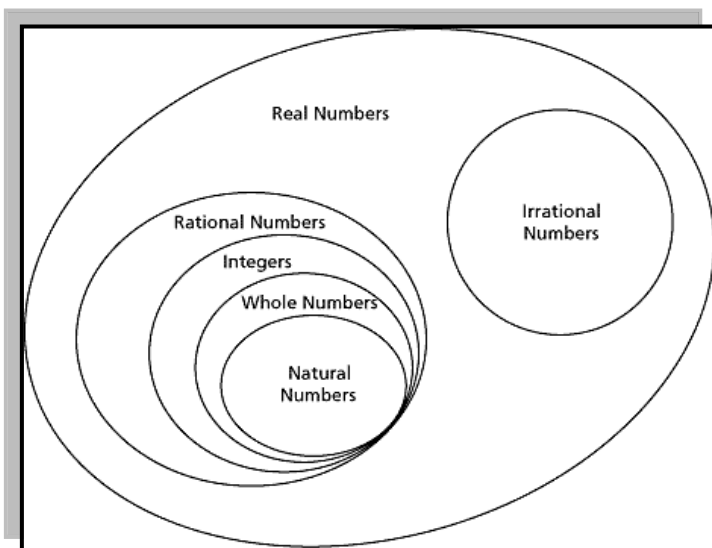 Real Numbers
Irrational
Numbers
Rational Numbers
Integers
Whole Numbers
Natural
Numbers